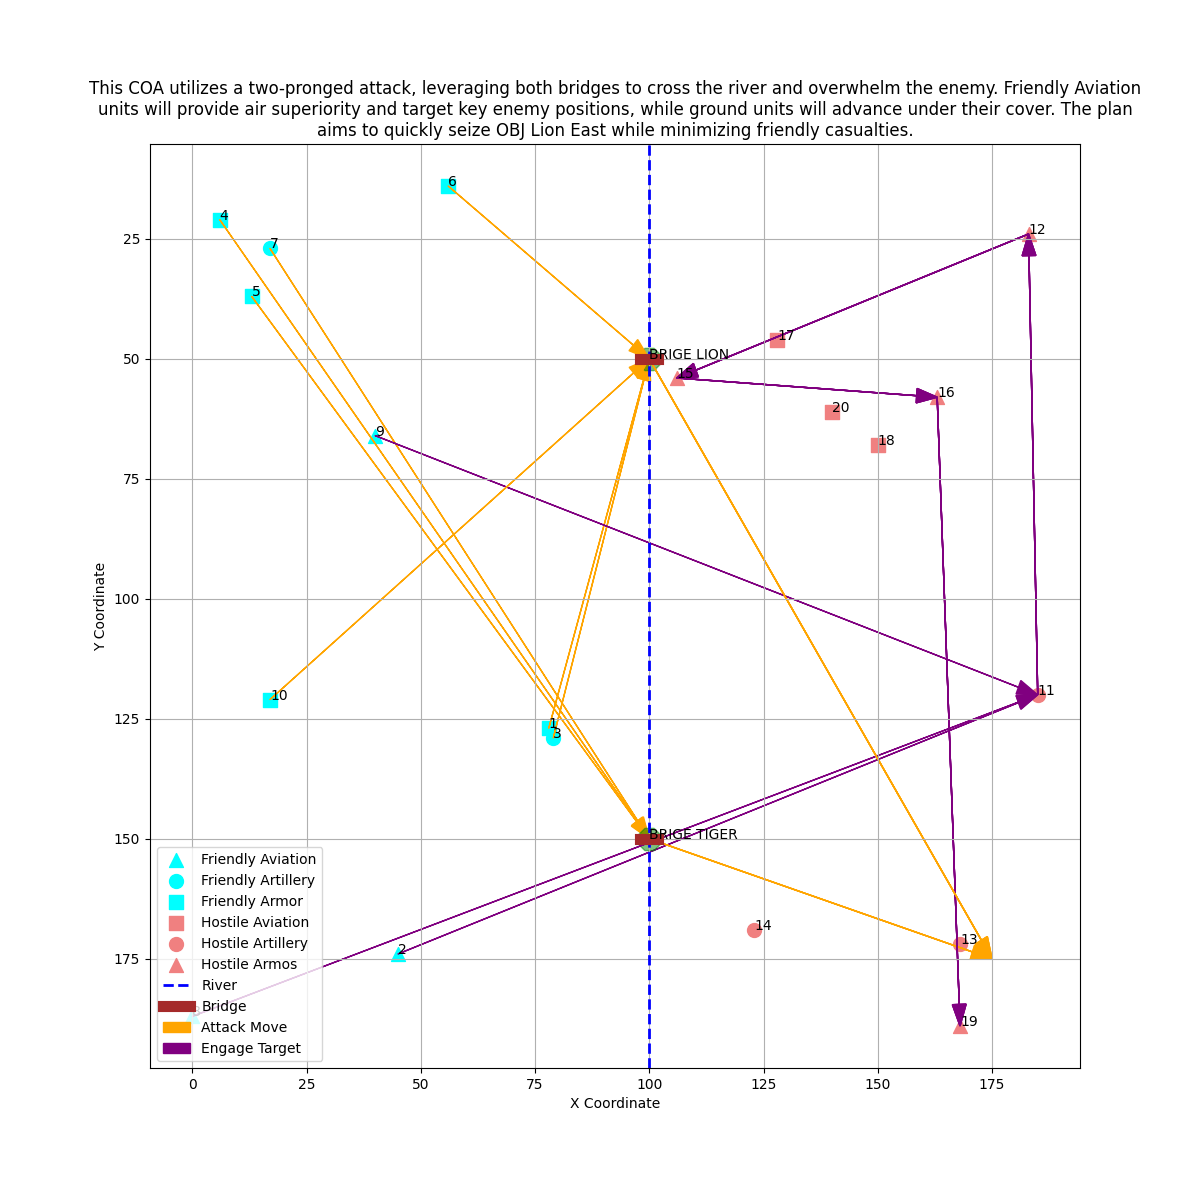 This COA utilizes a two-pronged attack, leveraging both bridges to cross the river and overwhelm the enemy. Friendly Aviation
units will provide air superiority and target key enemy positions, while ground units will advance under their cover. The plan
aims to quickly seize OBJ Lion East while minimizing friendly casualties.
6
4
7
5
12
25
17
BRIGE LION
50
15
16
20
9
18
75
Y Coordinate
100
10
11
1
3
125
BRIGE TIGER
150
14
13
2
175
19
Friendly Aviation
Friendly Artillery
Friendly Armor
Hostile Aviation
Hostile Artillery
Hostile Armos
River
Bridge
Attack Move
Engage Target
0
25
50
75
100
125
150
175
X Coordinate